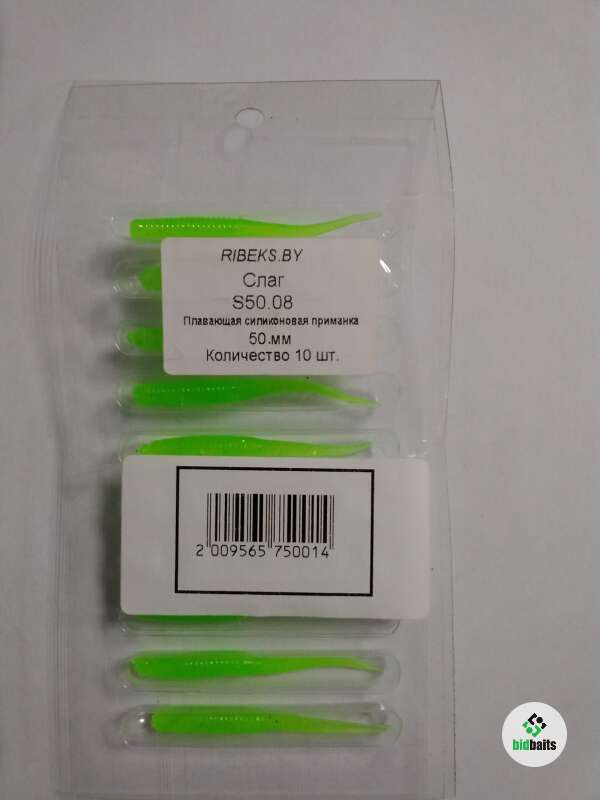 RIBEKS.BY
Слаг
S50.08
Плавающая силиконовая приманка
50.мм
Количество 10 шт.
2 009565 750014
bidbaits